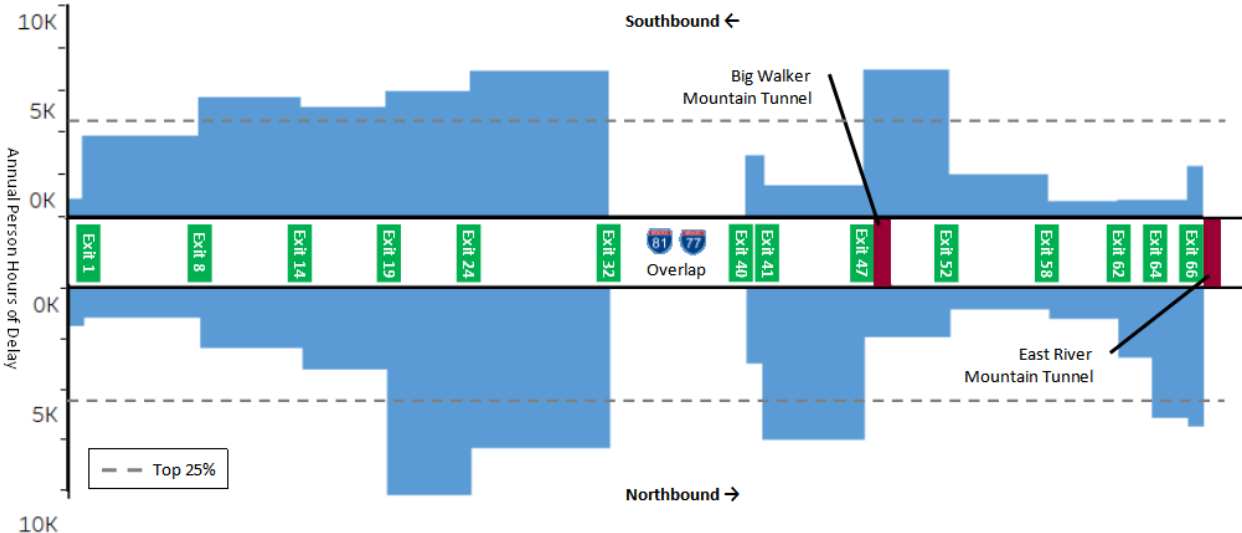 10K
5K
0K
0K
5K
10K
Annual Person Hours of Delay
Southbound ←
Big Walker
Mountain Tunnel
Exit 1
Exit 8
Exit 14
Exit 19
Exit 24
Exit 32
81 77
Overlap
Exit 40
Exit 41
Exit 47
Exit 52
Exit 58
Exit 62
Exit 64
Exit 66
East River
Mountain Tunnel
Top 25%
Northbound →